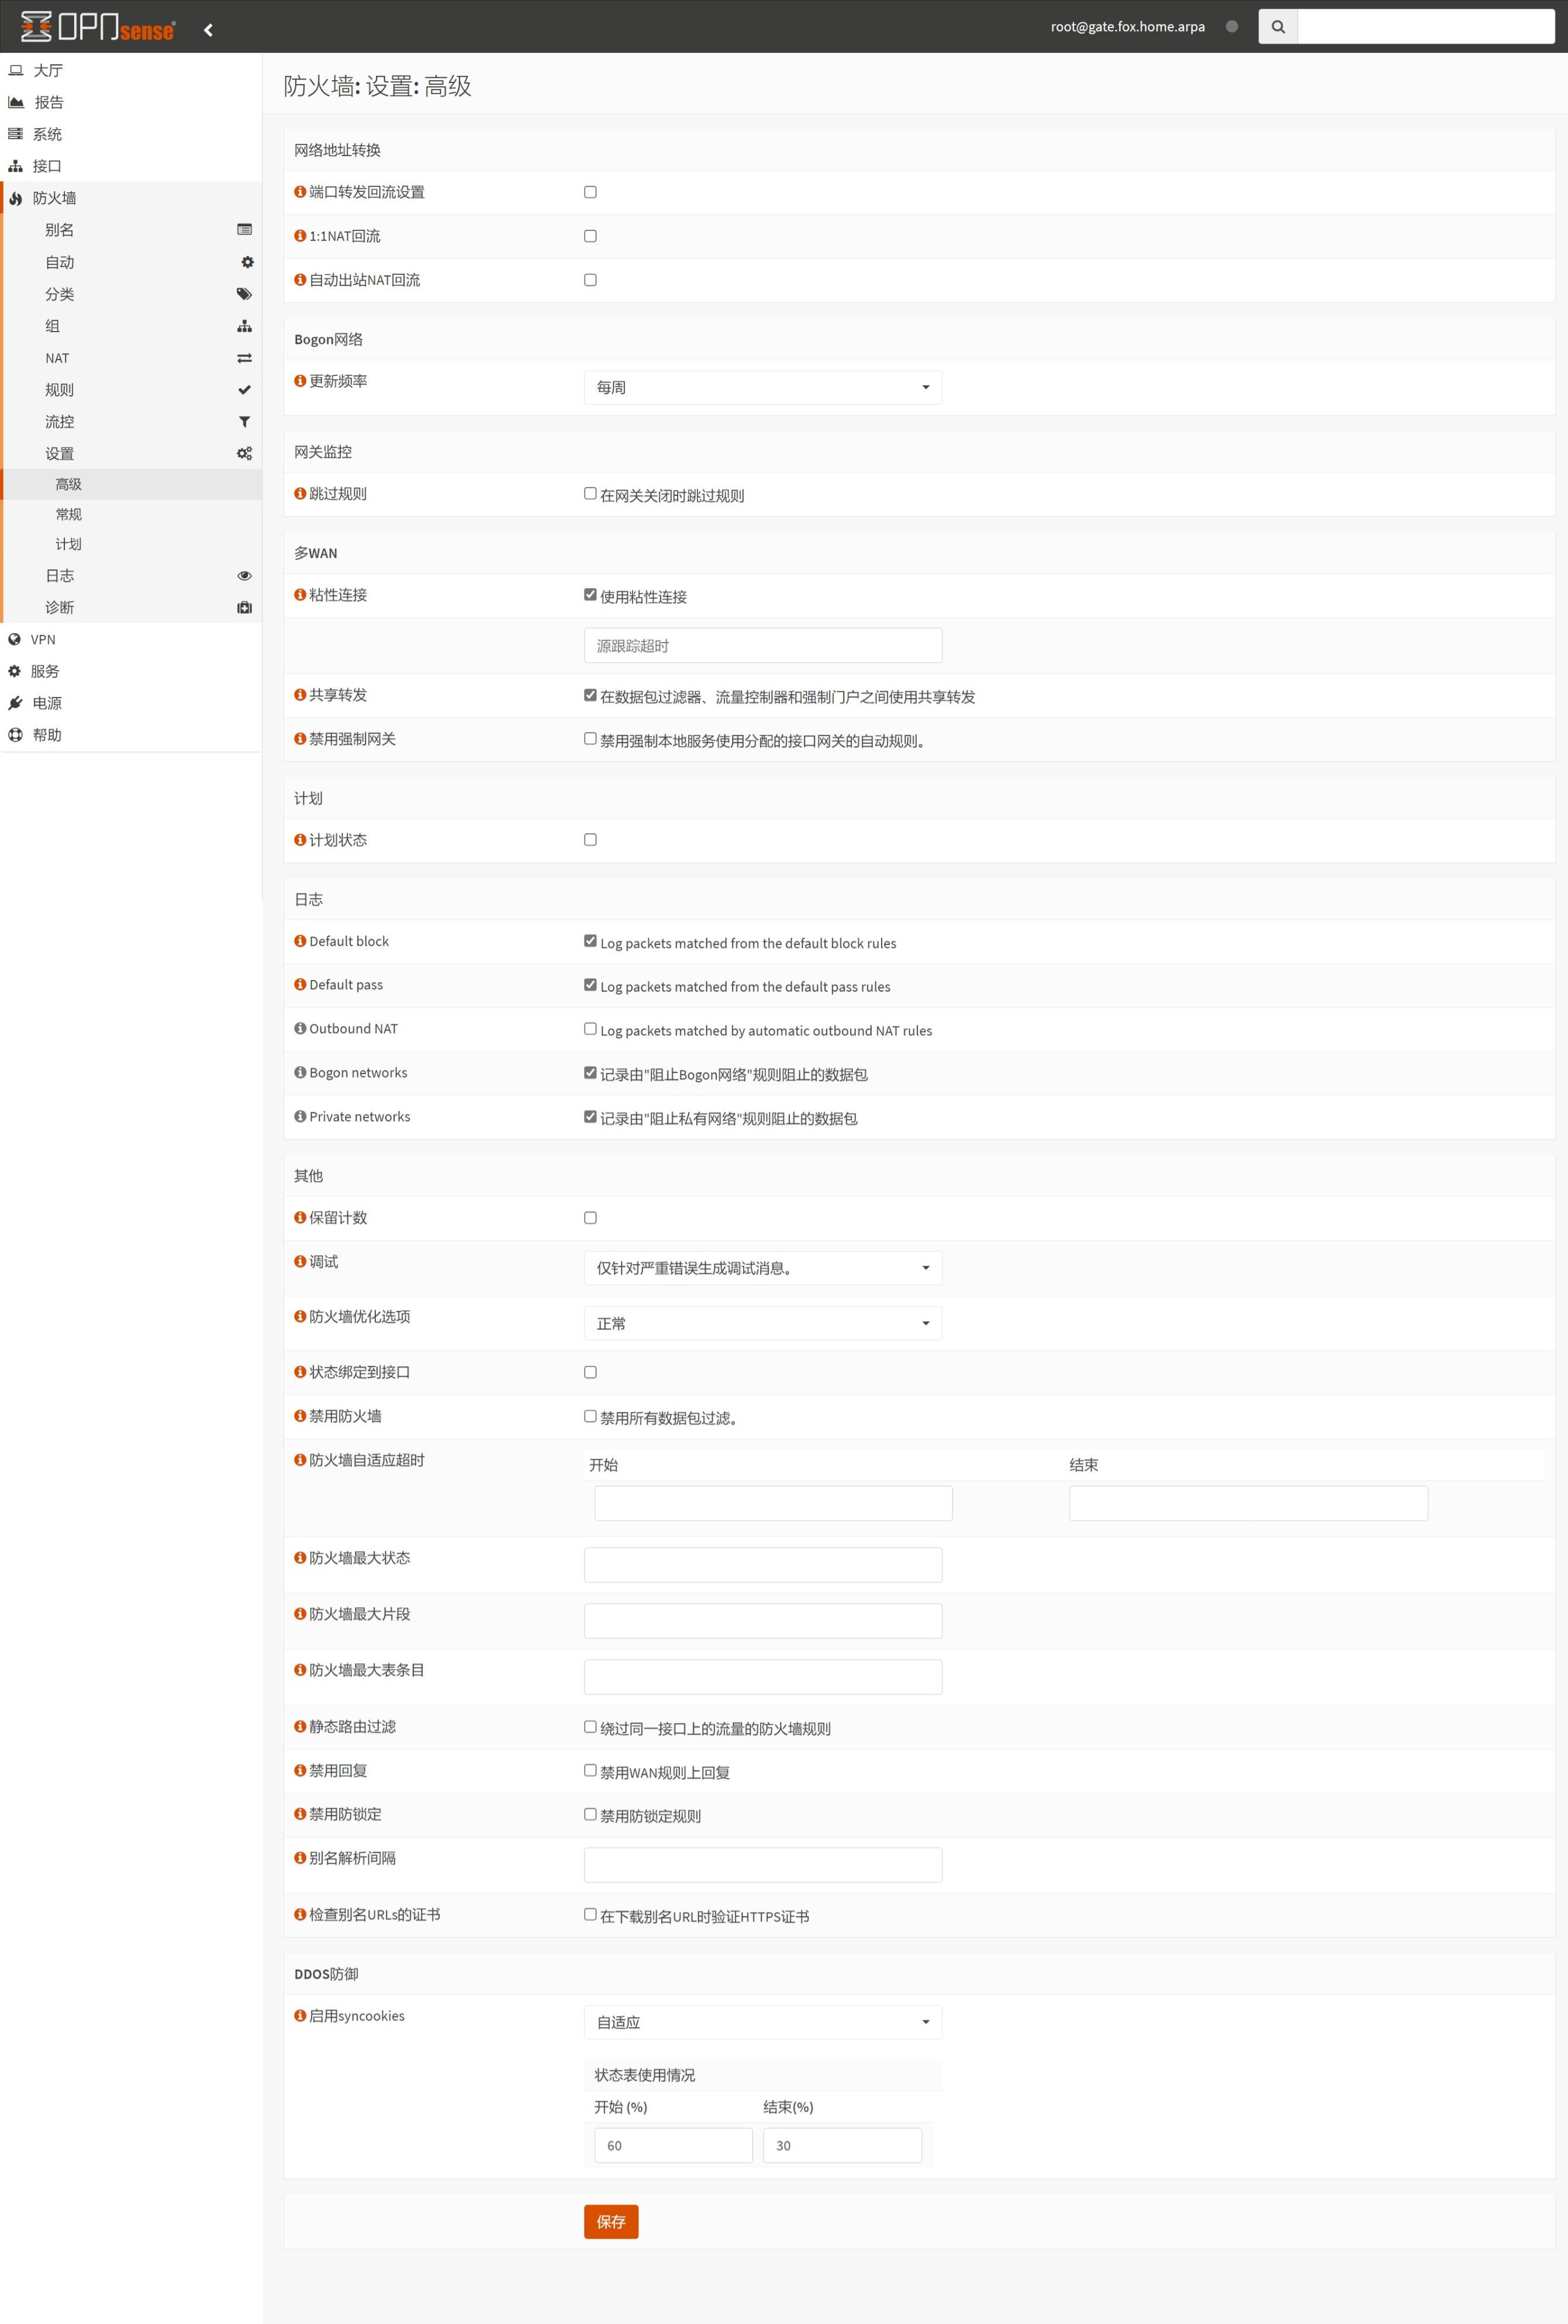 OPNsense®
root@gate.fox.home.arpa
大厅
报告
系统
接口
防火墙
别名
自动
分类
组
NAT
规则
流控
设置
高级
常规
计划
日志
诊断
VPN
服务
电源
帮助
防火墙: 设置: 高级
网络地址转换
端口转发回流设置
1:1NAT回流
自动出站NAT回流
Bogon网络
更新频率 每周
网关监控
跳过规则 在网关关闭时跳过规则
多WAN
粘性连接 使用粘性连接
源跟踪超时
共享转发 在数据包过滤器、流量控制器和强制门户之间使用共享转发
禁用强制网关 禁用强制本地服务使用分配的接口网关的自动规则。
计划
计划状态
日志
Default block Log packets matched from the default block rules
Default pass Log packets matched from the default pass rules
Outbound NAT Log packets matched by automatic outbound NAT rules
Bogon networks 记录由"阻止Bogon网络"规则阻止的数据包
Private networks 记录由"阻止私有网络"规则阻止的数据包
其他
保留计数
调试 仅针对严重错误生成调试消息。
防火墙优化选项 正常
状态绑定到接口
禁用防火墙 禁用所有数据包过滤。
防火墙自适应超时 开始 结束
防火墙最大状态
防火墙最大片段
防火墙最大表条目
静态路由过滤 绕过同一接口上的流量的防火墙规则
禁用回复 禁用WAN规则上回复
禁用防锁定 禁用防锁定规则
别名解析间隔
检查别名URLs的证书 在下载别名URL时验证HTTPS证书
DDOS防御
启用syncookies 自适应
状态表使用情况
开始 (%) 结束(%)
60 30
保存